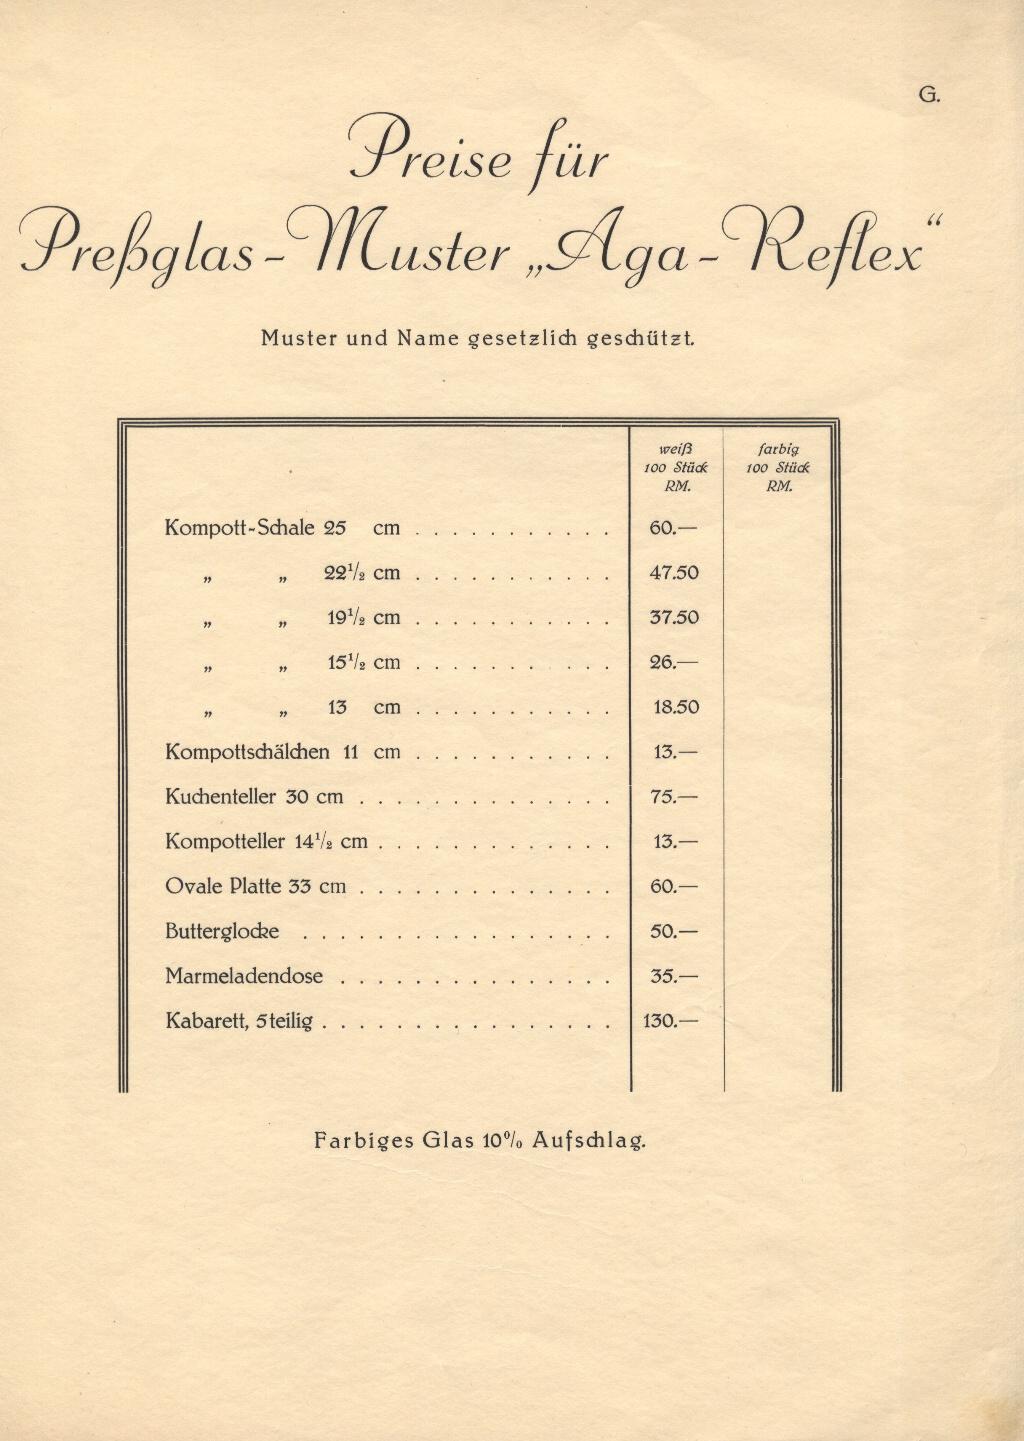 G.
Preise für
Preßglas-Muster „Aga-Reflex“
Muster und Name gesetzlich geschützt.
weiß farbig
100 Stück 100 Stück
RM. RM.
Kompott-Schale 25 cm . . . . . . . . . . . 60.—
„ „ 22¹/₂ cm . . . . . . . . . . . 47.50
„ „ 19¹/₂ cm . . . . . . . . . . . 37.50
„ „ 15¹/₂ cm . . . . . . . . . . . 26.—
„ „ 13 cm . . . . . . . . . . . 18.50
Kompottschälchen 11 cm . . . . . . . . . . . 13.—
Kuchenteller 30 cm . . . . . . . . . . . . . . 75.—
Kompotteller 14¹/₂ cm . . . . . . . . . . . . . 13.—
Ovale Platte 33 cm . . . . . . . . . . . . . . 60.—
Butterglocke . . . . . . . . . . . . . . . . . 50.—
Marmeladendose . . . . . . . . . . . . . . . 35.—
Kabarett, 5teilig . . . . . . . . . . . . . . . . 130.—
Farbiges Glas 10% Aufschlag.